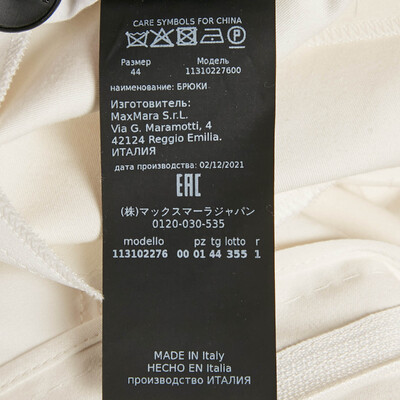 CARE SYMBOLS FOR CHINA
Размер Модель
44 11310227600
наименование: БРЮКИ
Изготовитель:
MaxMara S.r.L.
Via G. Maramotti, 4
42124 Reggio Emilia.
ИТАЛИЯ
дата производства: 02/12/2021
EAC
(株)マックスマーラジャパン
0120-030-535
modello pz tg lotto r
113102276 00 01 44 355 1
MADE IN Italy
HECHO EN Italia
производство ИТАЛИЯ